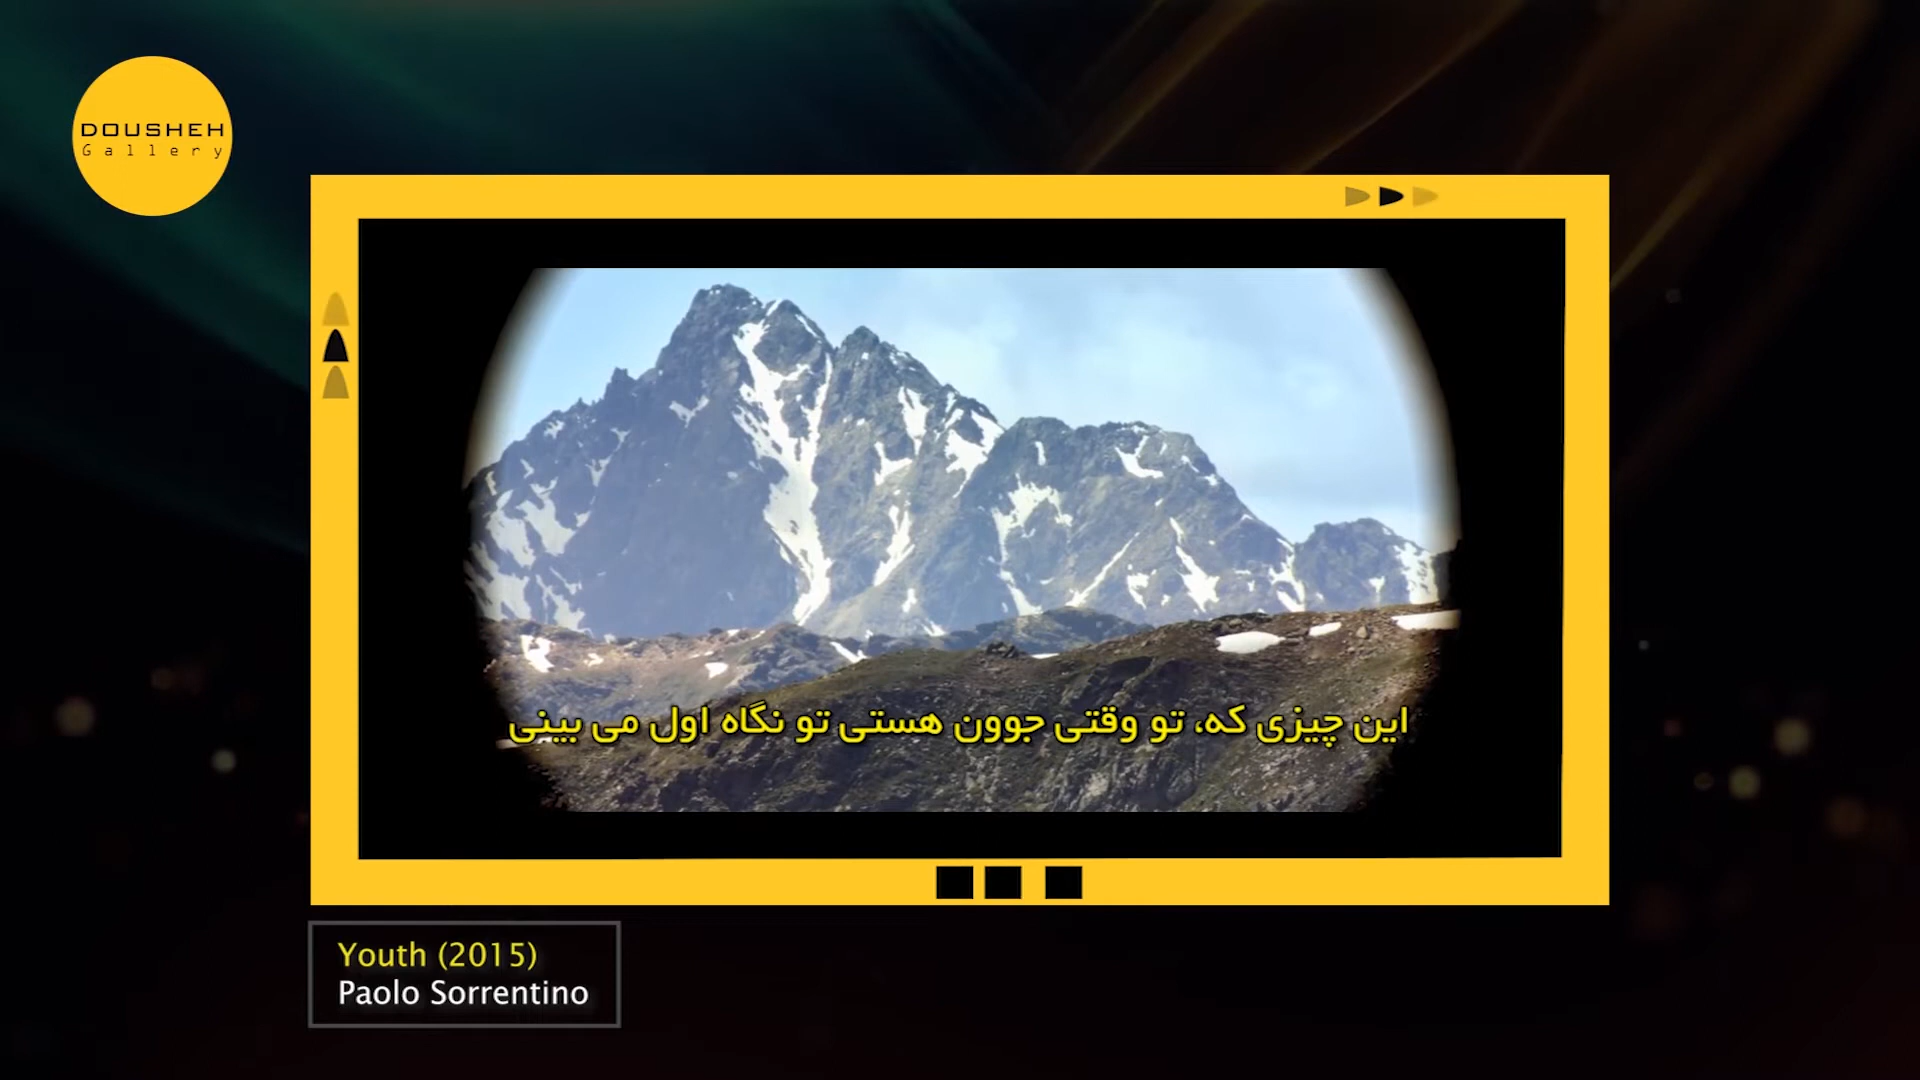 DOUSHEH
Gallery
این چیزی که، تو وقتی جوون هستی تو نگاه اول می بینی
Youth (2015)
Paolo Sorrentino